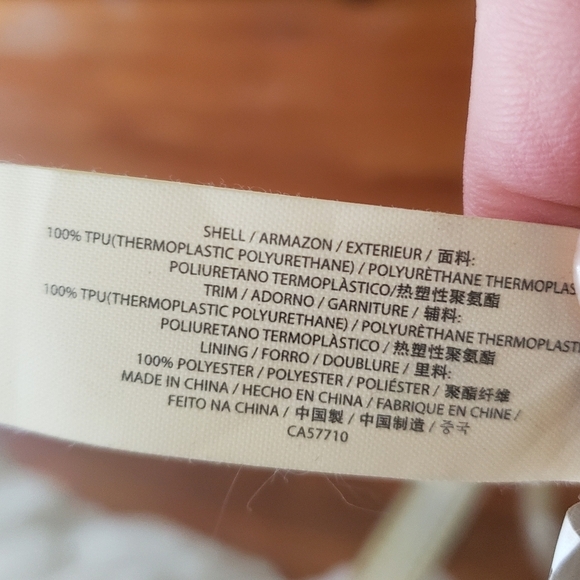 SHELL / ARMAZON / EXTERIEUR / 面料:
100% TPU(THERMOPLASTIC POLYURETHANE) / POLYURÈTHANE THERMOPLAS
POLIURETANO TERMOPLÀSTICO/热塑性聚氨酯
TRIM / ADORNO / GARNITURE / 辅料:
100% TPU(THERMOPLASTIC POLYURETHANE) / POLYURÈTHANE THERMOPLASTI
POLIURETANO TERMOPLÀSTICO / 热塑性聚氨酯
LINING / FORRO / DOUBLURE / 里料:
100% POLYESTER / POLYESTER / POLIÉSTER / 聚酯纤维
MADE IN CHINA / HECHO EN CHINA / FABRIQUE EN CHINE /
FEITO NA CHINA / 中国製 / 中国制造 / 중국
CA57710